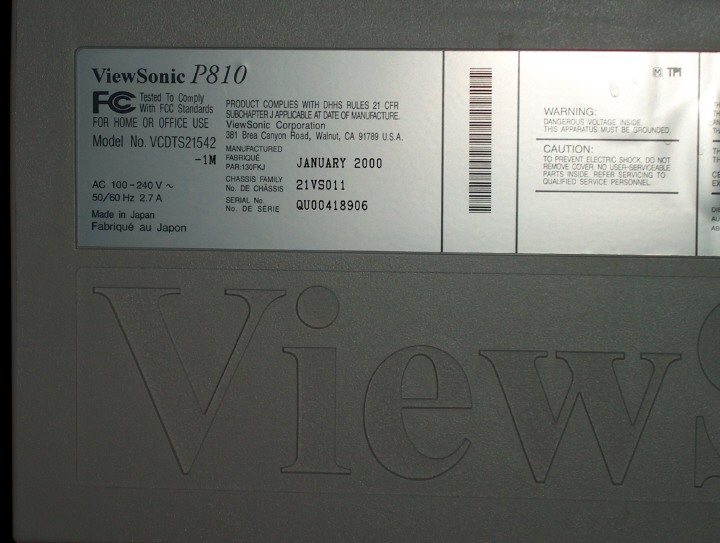 ViewSonic P810
FC Tested To Comply
With FCC Standards
FOR HOME OR OFFICE USE
Model No. VCDTS21542
-1M
AC 100-240V ~
50/60 Hz 2.7 A
Made in Japan
Fabriqué au Japon
PRODUCT COMPLIES WITH DHHS RULES 21 CFR
SUBCHAPTER J APPLICABLE AT DATE OF MANUFACTURE.
ViewSonic Corporation
381 Brea Canyon Road, Walnut, CA 91789 U.S.A.
MANUFACTURED
FABRIQUÉ
PAR:130FKJ
JANUARY 2000
CHASSIS FAMILY
No. DE CHÂSSIS
21VS011
SERIAL No.
No. DE SÉRIE
QU00418906
WARNING:
DANGEROUS VOLTAGE INSIDE.
THIS APPARATUS MUST BE GROUNDED.
CAUTION:
TO PREVENT ELECTRIC SHOCK, DO NOT
REMOVE COVER. NO USER-SERVICEABLE
PARTS INSIDE. REFER SERVICING TO
QUALIFIED SERVICE PERSONNEL.
View